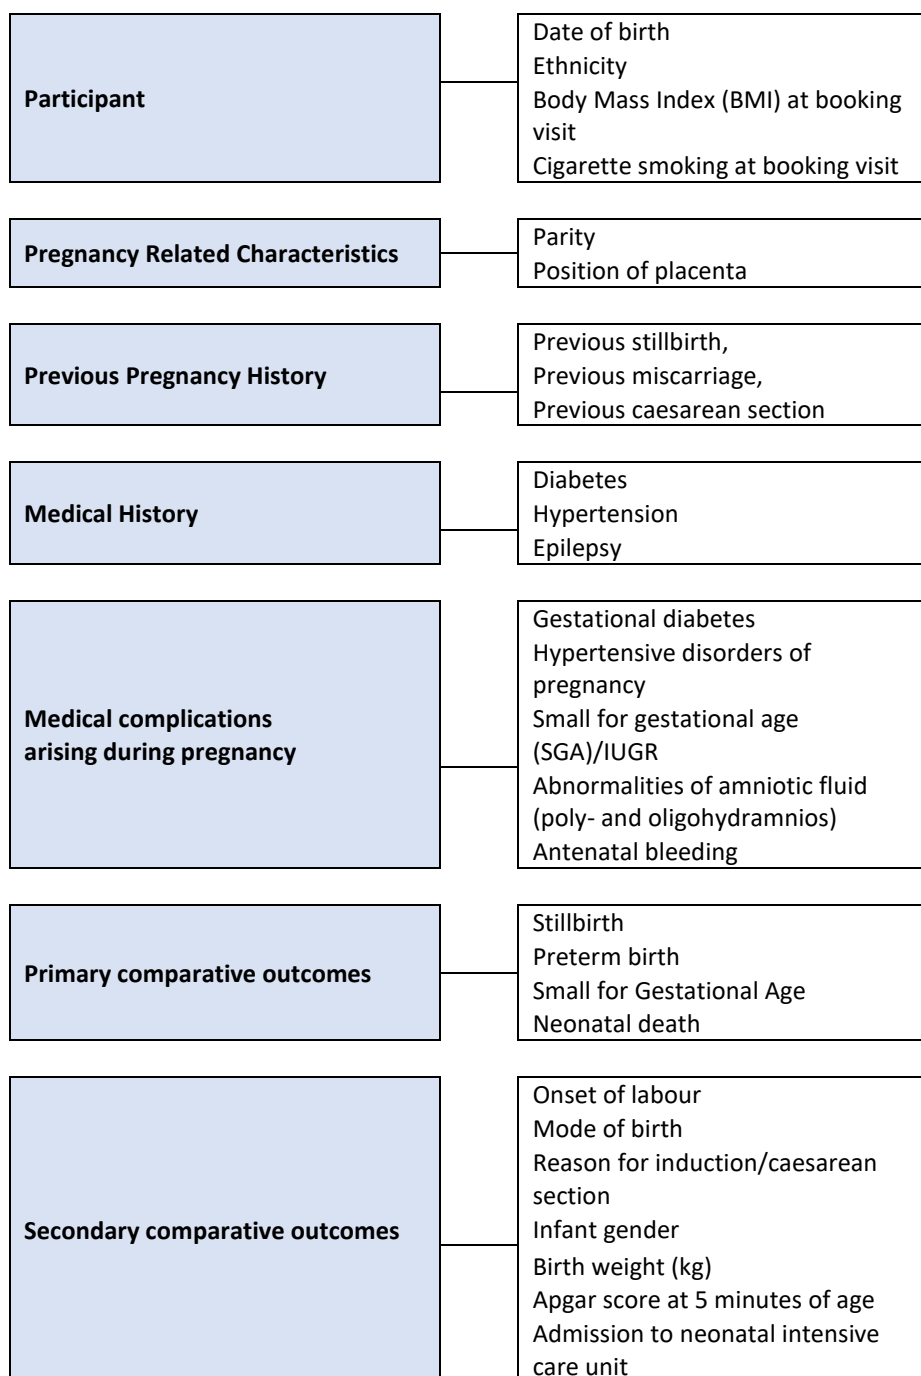 Participant
Date of birth
Ethnicity
Body Mass Index (BMI) at booking
visit
Cigarette smoking at booking visit
Pregnancy Related Characteristics
Parity
Position of placenta
Previous Pregnancy History
Previous stillbirth,
Previous miscarriage,
Previous caesarean section
Medical History
Diabetes
Hypertension
Epilepsy
Medical complications
arising during pregnancy
Gestational diabetes
Hypertensive disorders of
pregnancy
Small for gestational age
(SGA)/IUGR
Abnormalities of amniotic fluid
(poly- and oligohydramnios)
Antenatal bleeding
Primary comparative outcomes
Stillbirth
Preterm birth
Small for Gestational Age
Neonatal death
Secondary comparative outcomes
Onset of labour
Mode of birth
Reason for induction/caesarean
section
Infant gender
Birth weight (kg)
Apgar score at 5 minutes of age
Admission to neonatal intensive
care unit